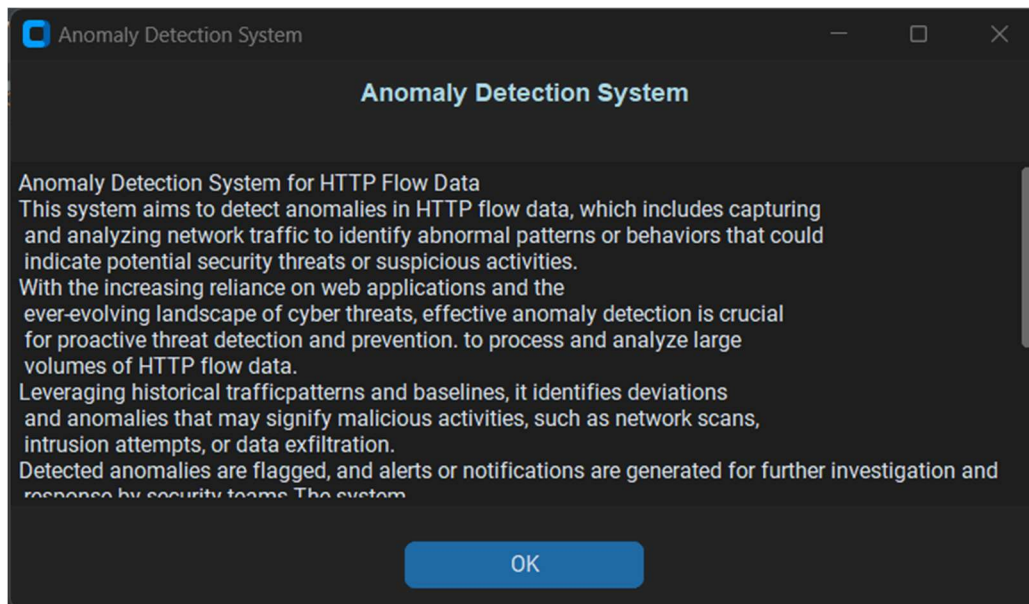 Anomaly Detection System
Anomaly Detection System
Anomaly Detection System for HTTP Flow Data
This system aims to detect anomalies in HTTP flow data, which includes capturing
and analyzing network traffic to identify abnormal patterns or behaviors that could
indicate potential security threats or suspicious activities.
With the increasing reliance on web applications and the
ever-evolving landscape of cyber threats, effective anomaly detection is crucial
for proactive threat detection and prevention. to process and analyze large
volumes of HTTP flow data.
Leveraging historical trafficpatterns and baselines, it identifies deviations
and anomalies that may signify malicious activities, such as network scans,
intrusion attempts, or data exfiltration.
Detected anomalies are flagged, and alerts or notifications are generated for further investigation and
response by security teams.The system
OK